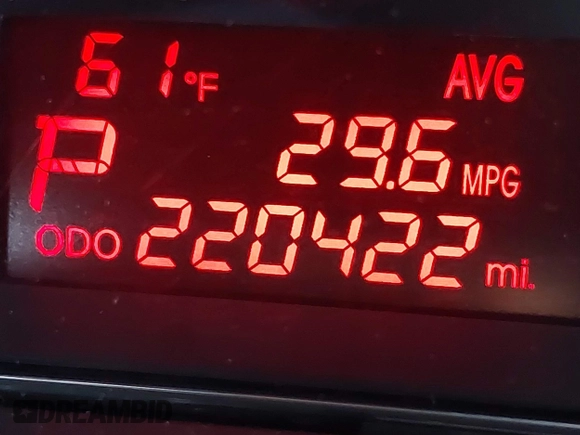 61°F AVG
P 29.6 MPG
ODO 220422 mi.
DREAMBID